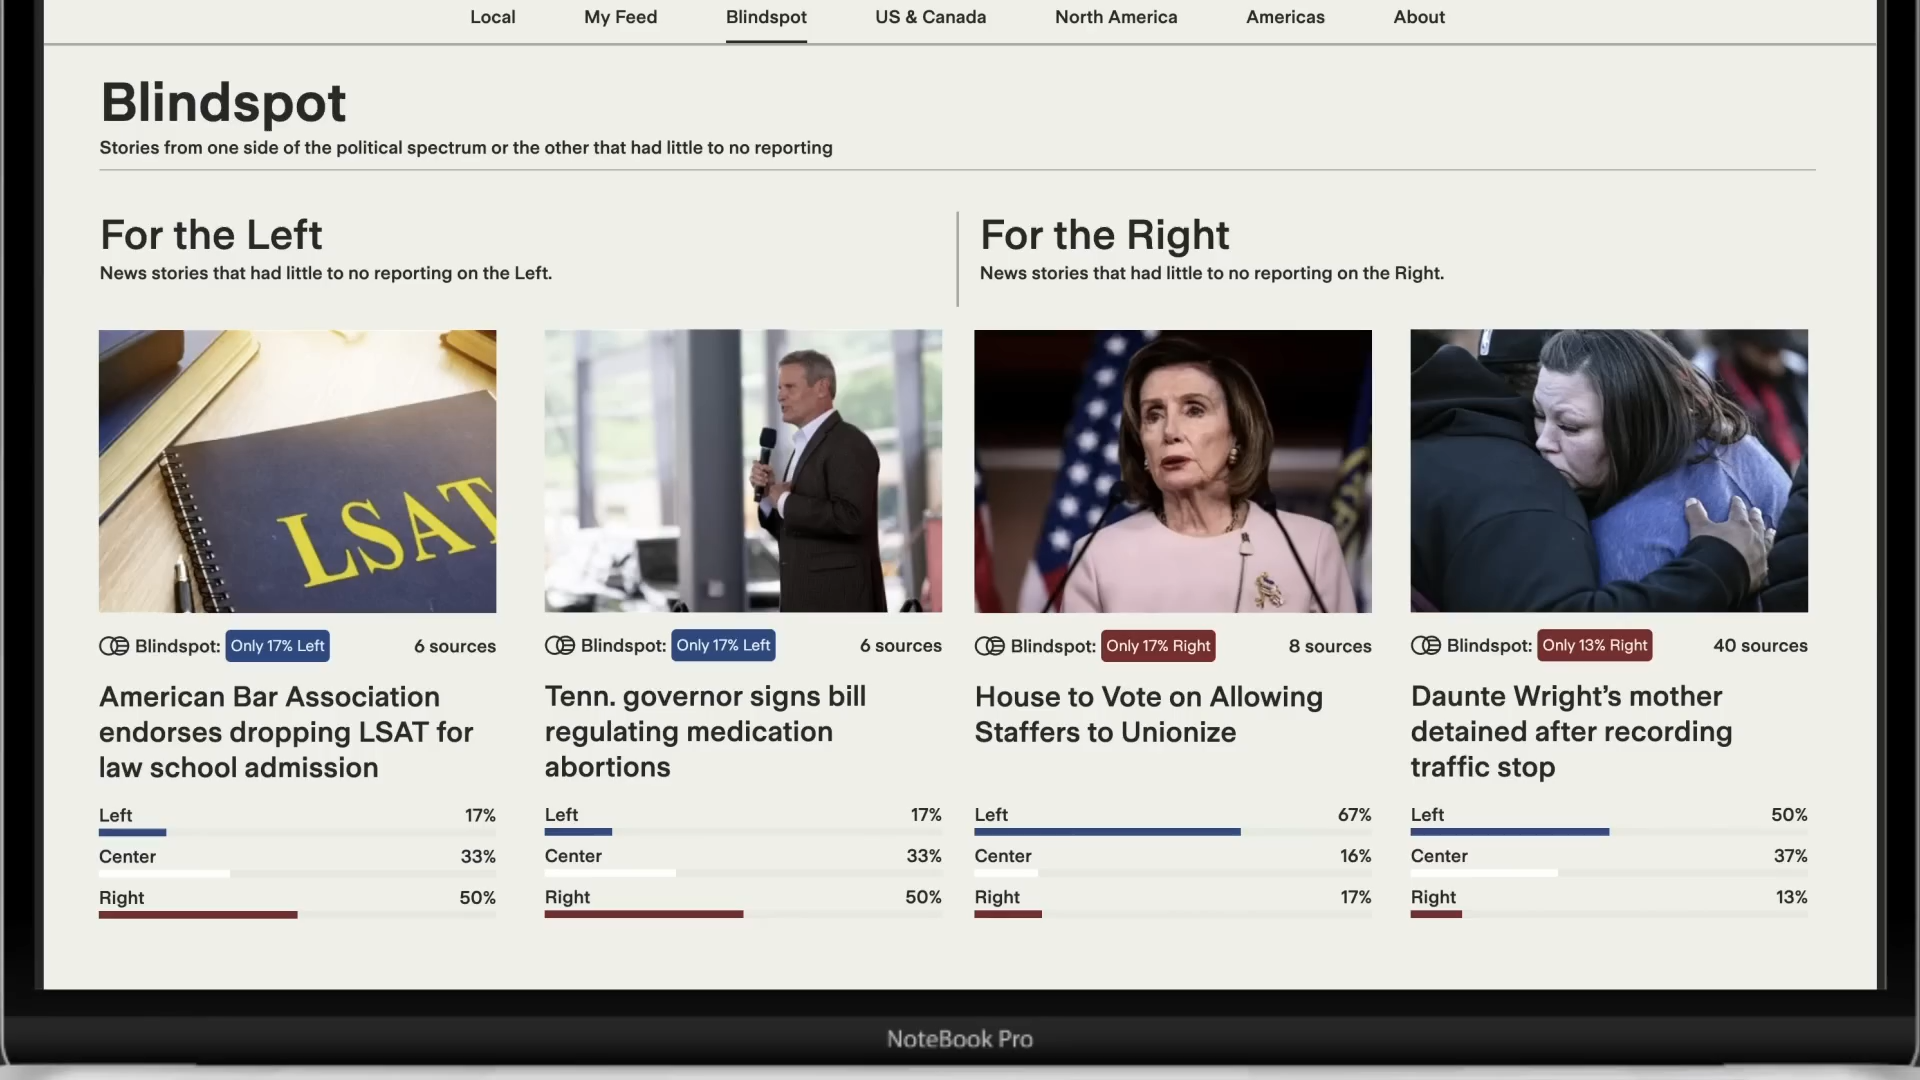 Local
My Feed
Blindspot
US & Canada
North America
Americas
About
Blindspot
Stories from one side of the political spectrum or the other that had little to no reporting
For the Left
News stories that had little to no reporting on the Left.
For the Right
News stories that had little to no reporting on the Right.
LSAT
Blindspot: Only 17% Left
6 sources
American Bar Association
endorses dropping LSAT for
law school admission
Left 17%
Center 33%
Right 50%
Blindspot: Only 17% Left
6 sources
Tenn. governor signs bill
regulating medication
abortions
Left 17%
Center 33%
Right 50%
Blindspot: Only 17% Right
8 sources
House to Vote on Allowing
Staffers to Unionize
Left 67%
Center 16%
Right 17%
Blindspot: Only 13% Right
40 sources
Daunte Wright’s mother
detained after recording
traffic stop
Left 50%
Center 37%
Right 13%
NoteBook Pro